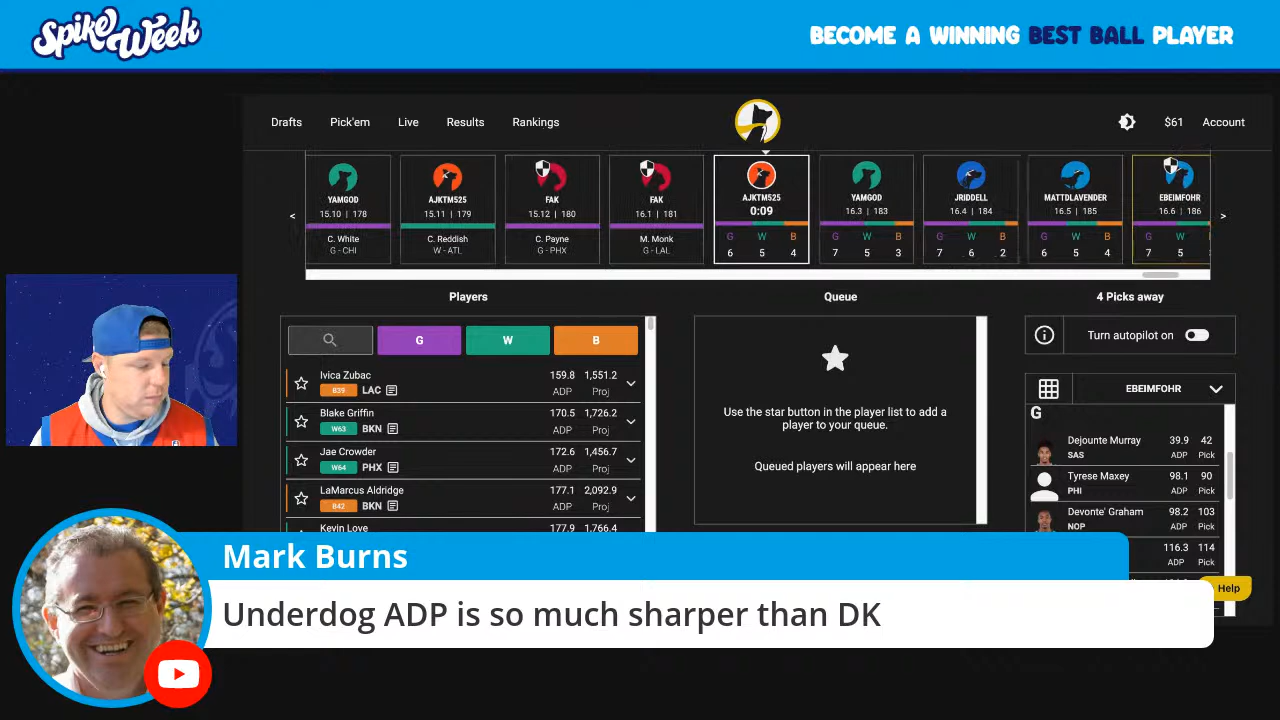 Spike Week
BECOME A WINNING BEST BALL PLAYER
Drafts Pick'em Live Results Rankings
$61 Account
<
YAMGOD
15.10 | 178
C. White
G - CHI
AJKTM525
15.11 | 179
C. Reddish
W - ATL
FAK
15.12 | 180
C. Payne
G - PHX
FAK
16.1 | 181
M. Monk
G - LAL
AJKTM525
0:09
G W B
6 5 4
YAMGOD
16.3 | 183
G W B
7 5 3
JRIDDELL
16.4 | 184
G W B
7 6 2
MATTDLAVENDER
16.5 | 185
G W B
6 5 4
EBEIMFOHR
16.6 | 186
G W
7 5
>
Players
G W B
Ivica Zubac 159.8 1,551.2
B39 LAC ADP Proj
Blake Griffin 170.5 1,726.2
W63 BKN ADP Proj
Jae Crowder 172.6 1,456.7
W64 PHX ADP Proj
LaMarcus Aldridge 177.1 2,092.9
B42 BKN ADP Proj
Kevin Love 177.9 1,766.4
Queue
Use the star button in the player list to add a
player to your queue.
Queued players will appear here
4 Picks away
Turn autopilot on
EBEIMFOHR
G
Dejounte Murray 39.9 42
SAS ADP Pick
Tyrese Maxey 98.1 90
PHI ADP Pick
Devonte' Graham 98.2 103
NOP ADP Pick
116.3 114
ADP Pick
Help
Mark Burns
Underdog ADP is so much sharper than DK